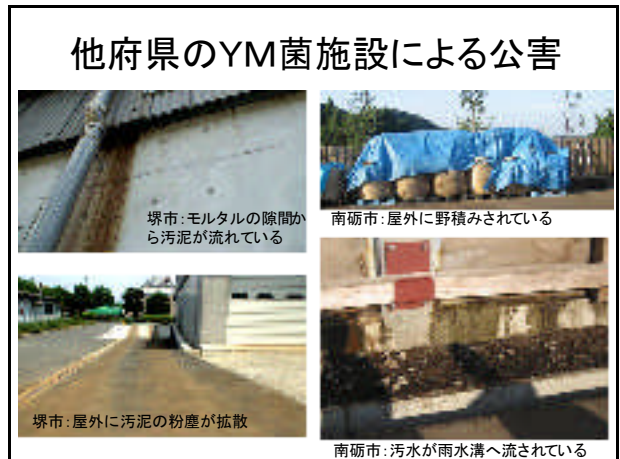 他府県のYM菌施設による公害
堺市:モルタルの隙間か
ら汚泥が流れている
南砺市:屋外に野積みされている
堺市:屋外に汚泥の粉塵が拡散
南砺市:汚水が雨水溝へ流されている